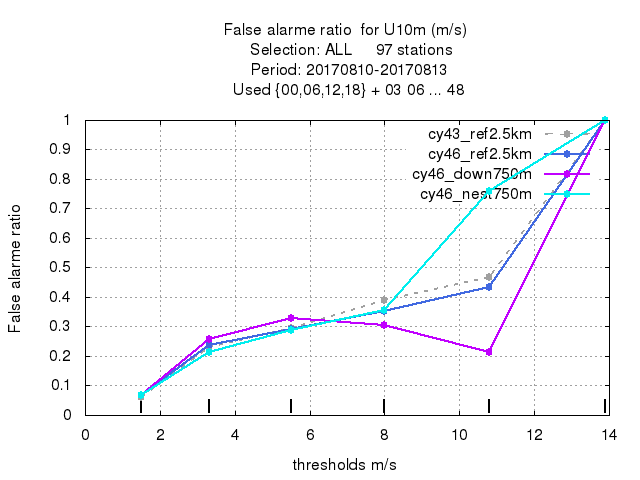 False alarme ratio  for U10m (m/s)
Selection: ALL     97 stations
Period: 20170810-20170813
Used {00,06,12,18} + 03 06 ... 48
cy43_ref2.5km
cy46_ref2.5km
cy46_down750m
cy46_nest750m
False alarme ratio
1
0.9
0.8
0.7
0.6
0.5
0.4
0.3
0.2
0.1
0
0 2 4 6 8 10 12 14
thresholds m/s